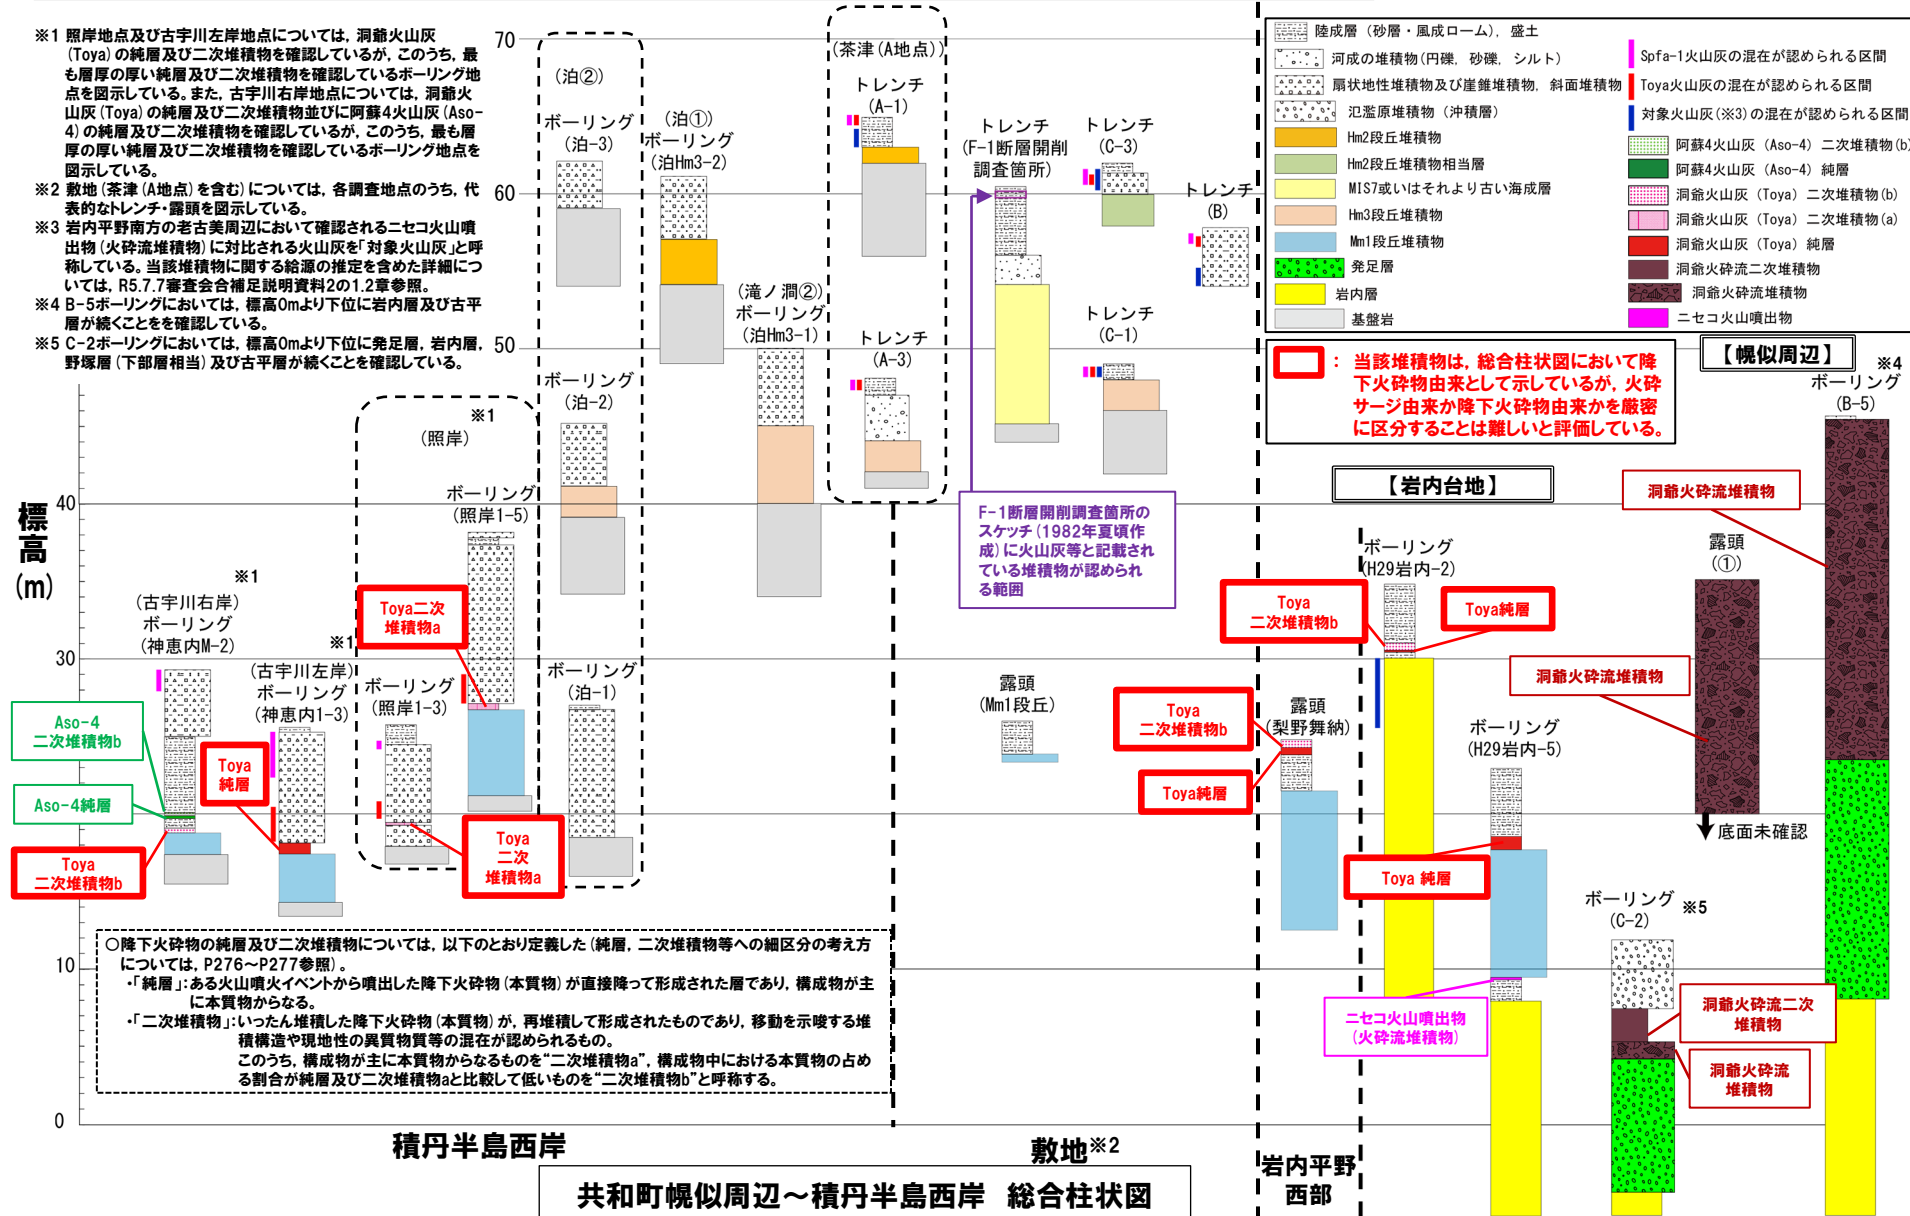 ※1 照岸地点及び古宇川左岸地点については，洞爺火山灰
(Toya)の純層及び二次堆積物を確認しているが，このうち，最
も層厚の厚い純層及び二次堆積物を確認しているボーリング地
点を図示している。また，古宇川右岸地点については，洞爺火
山灰(Toya)の純層及び二次堆積物並びに阿蘇4火山灰(Aso-
4)の純層及び二次堆積物を確認しているが，このうち，最も層
厚の厚い純層及び二次堆積物を確認しているボーリング地点を
図示している。
※2 敷地(茶津(A地点)を含む)については，各調査地点のうち，代
表的なトレンチ・露頭を図示している。
※3 岩内平野南方の老古美周辺において確認されるニセコ火山噴
出物(火砕流堆積物)に対比される火山灰を「対象火山灰」と呼
称している。当該堆積物に関する給源の推定を含めた詳細につ
いては，R5.7.7審査会合補足説明資料2の1.2章参照。
※4 B-5ボーリングにおいては，標高0mより下位に岩内層及び古平
層が続くことをを確認している。
※5 C-2ボーリングにおいては，標高0mより下位に発足層，岩内層，
野塚層(下部層相当)及び古平層が続くことを確認している。
陸成層(砂層・風成ローム)，盛土
河成の堆積物(円礫，砂礫，シルト)
扇状地性堆積物及び崖錐堆積物，斜面堆積物
氾濫原堆積物(沖積層)
Hm2段丘堆積物
Hm2段丘堆積物相当層
MIS7或いはそれより古い海成層
Hm3段丘堆積物
Mm1段丘堆積物
発足層
岩内層
基盤岩
Spfa-1火山灰の混在が認められる区間
Toya火山灰の混在が認められる区間
対象火山灰(※3)の混在が認められる区間
阿蘇4火山灰 (Aso-4) 二次堆積物(b)
阿蘇4火山灰 (Aso-4) 純層
洞爺火山灰 (Toya) 二次堆積物(b)
洞爺火山灰 (Toya) 二次堆積物(a)
洞爺火山灰 (Toya) 純層
洞爺火砕流二次堆積物
洞爺火砕流堆積物
ニセコ火山噴出物
： 当該堆積物は，総合柱状図において降
下火砕物由来として示しているが，火砕
サージ由来か降下火砕物由来かを厳密
に区分することは難しいと評価している。
標高
(m)
70
60
50
40
30
10
0
(泊②)
ボーリング
(泊-3)
(泊①)
ボーリング
(泊Hm3-2)
(滝ノ澗②)
ボーリング
(泊Hm3-1)
ボーリング
(泊-2)
ボーリング
(泊-1)
(茶津(A地点))
トレンチ
(A-1)
トレンチ
(A-3)
トレンチ
(F-1断層開削
調査箇所)
トレンチ
(C-3)
トレンチ
(B)
トレンチ
(C-1)
F-1断層開削調査箇所の
スケッチ(1982年夏頃作
成)に火山灰等と記載され
ている堆積物が認められ
る範囲
※1
(照岸)
ボーリング
(照岸1-5)
Toya二次
堆積物a
※1
(古宇川右岸)
ボーリング
(神恵内M-2)
※1
(古宇川左岸)
ボーリング
(神恵内1-3)
ボーリング
(照岸1-3)
Aso-4
二次堆積物b
Aso-4純層
Toya
二次堆積物b
Toya
純層
Toya
二次
堆積物a
露頭
(Mm1段丘)
露頭
(梨野舞納)
Toya
二次堆積物b
Toya純層
【岩内台地】
ボーリング
(H29岩内-2)
Toya
二次堆積物b
Toya純層
ボーリング
(H29岩内-5)
Toya 純層
ニセコ火山噴出物
(火砕流堆積物)
【幌似周辺】
※4
ボーリング
(B-5)
洞爺火砕流堆積物
露頭
(①)
洞爺火砕流堆積物
底面未確認
ボーリング
(C-2)
※5
洞爺火砕流二次
堆積物
洞爺火砕流
堆積物
○降下火砕物の純層及び二次堆積物については，以下のとおり定義した(純層，二次堆積物等への細区分の考え方
については，P276～P277参照)。
・「純層」：ある火山噴火イベントから噴出した降下火砕物(本質物)が直接降って形成された層であり，構成物が主
に本質物からなる。
・「二次堆積物」：いったん堆積した降下火砕物(本質物)が，再堆積して形成されたものであり，移動を示唆する堆
積構造や現地性の異質物質等の混在が認められるもの。
このうち，構成物が主に本質物からなるものを“二次堆積物a”，構成物中における本質物の占め
る割合が純層及び二次堆積物aと比較して低いものを“二次堆積物b”と呼称する。
積丹半島西岸
敷地※2
岩内平野
西部
共和町幌似周辺～積丹半島西岸 総合柱状図